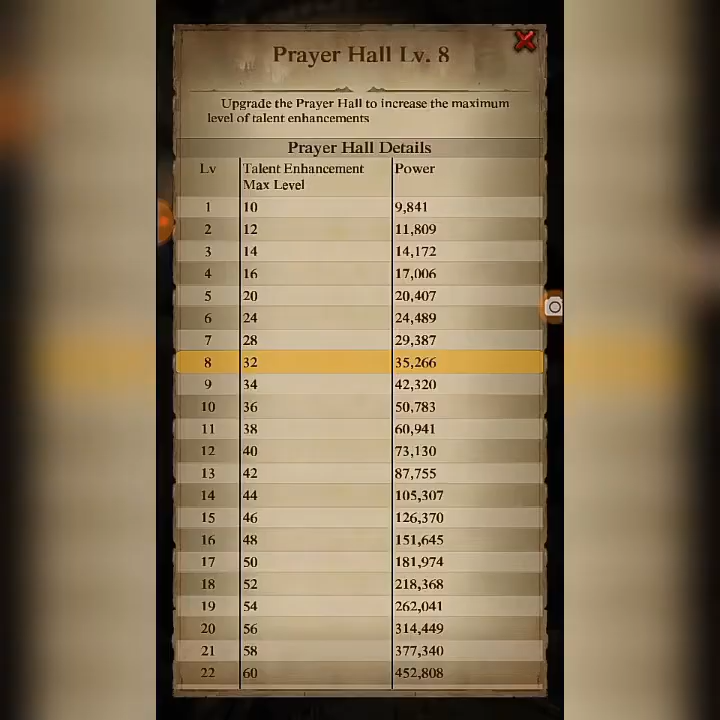 Prayer Hall Lv. 8
Upgrade the Prayer Hall to increase the maximum
level of talent enhancements
Prayer Hall Details
Lv Talent Enhancement Max Level Power
1 10 9,841
2 12 11,809
3 14 14,172
4 16 17,006
5 20 20,407
6 24 24,489
7 28 29,387
8 32 35,266
9 34 42,320
10 36 50,783
11 38 60,941
12 40 73,130
13 42 87,755
14 44 105,307
15 46 126,370
16 48 151,645
17 50 181,974
18 52 218,368
19 54 262,041
20 56 314,449
21 58 377,340
22 60 452,808